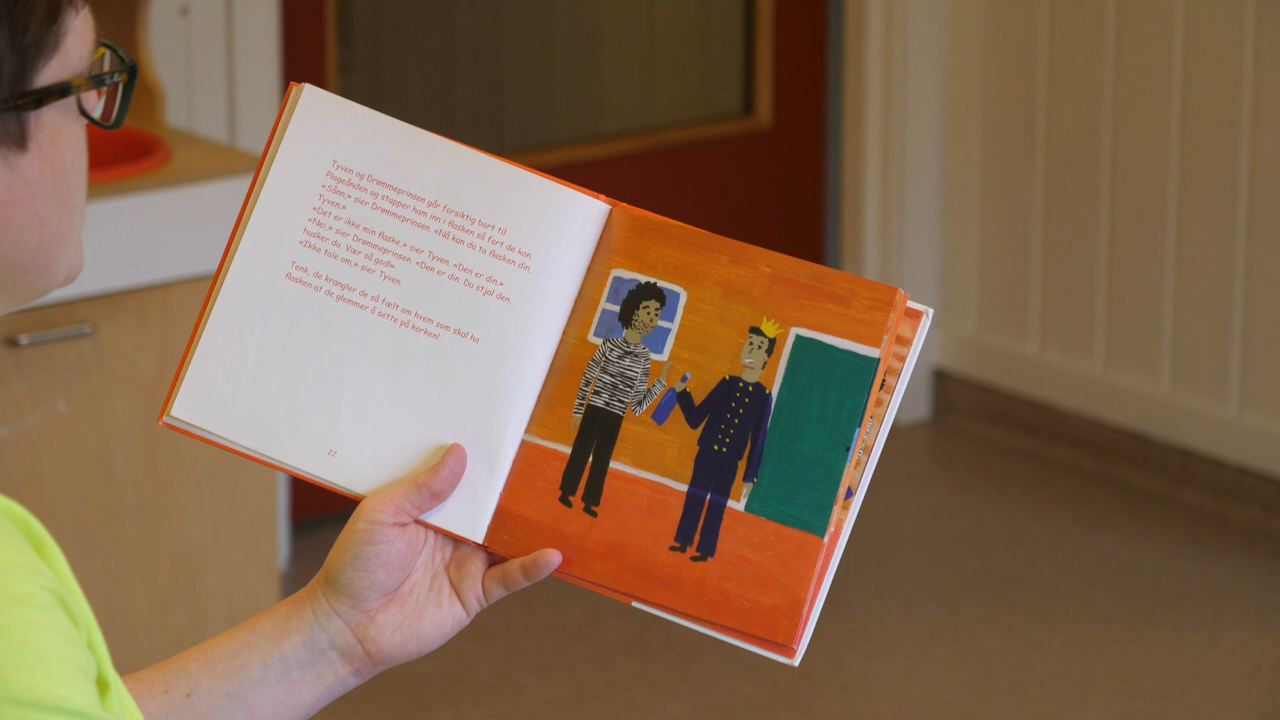 Tyven og Drømmeprinsen går forsiktig bort til
Plageånden og stapper ham inn i flasken så fort de kan.
«Sånn,» sier Drømmeprinsen. «Nå kan du ta flasken din,
Tyven.»
«Det er ikke min flaske,» sier Tyven. «Den er din.»
«Nei,» sier Drømmeprinsen. «Den er din. Du stjal den,
husker du. Vær så god!»
«Ikke tale om,» sier Tyven.
Tenk, de krangler de så fælt om hvem som skal ha
flasken at de glemmer å sette på korken!
22